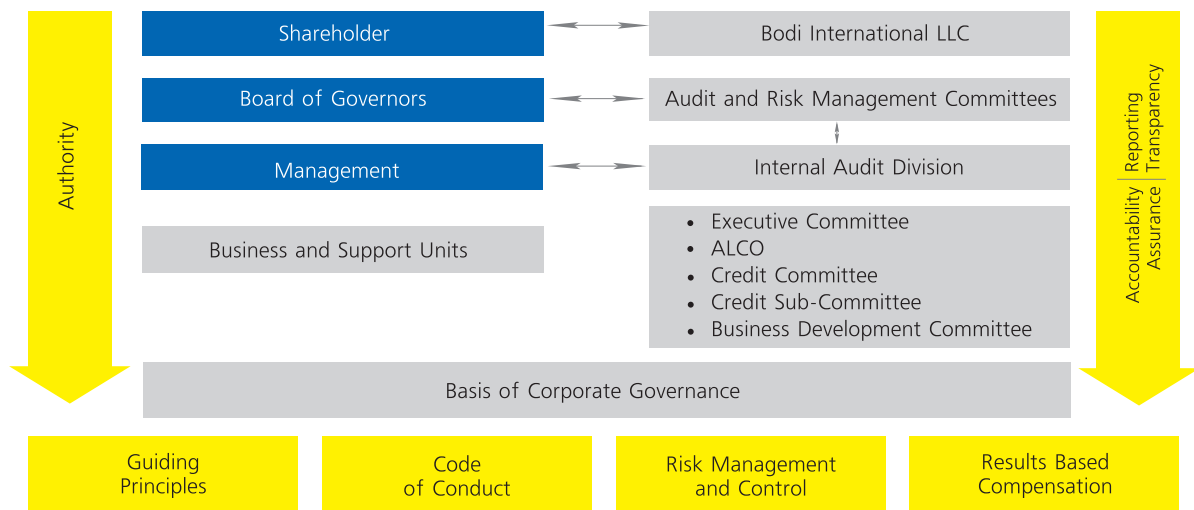 Authority
Shareholder
Bodi International LLC
Board of Governors
Audit and Risk Management Committees
Management
Internal Audit Division
Business and Support Units
• Executive Committee
• ALCO
• Credit Committee
• Credit Sub-Committee
• Business Development Committee
Accountability | Reporting
Assurance | Transparency
Basis of Corporate Governance
Guiding
Principles
Code
of Conduct
Risk Management
and Control
Results Based
Compensation